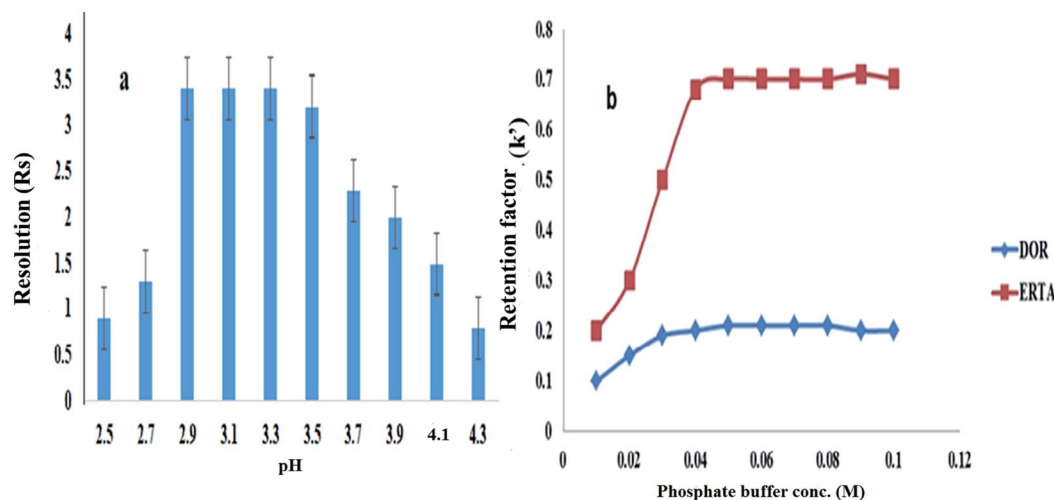 a
Resolution (Rs)
4
3.5
3
2.5
2
1.5
1
0.5
0
2.5 2.7 2.9 3.1 3.3 3.5 3.7 3.9 4.1 4.3
pH
b
Retention factor . (k’)
0.8
0.7
0.6
0.5
0.4
0.3
0.2
0.1
0
0 0.02 0.04 0.06 0.08 0.1 0.12
Phosphate buffer conc. (M)
DOR
ERTA